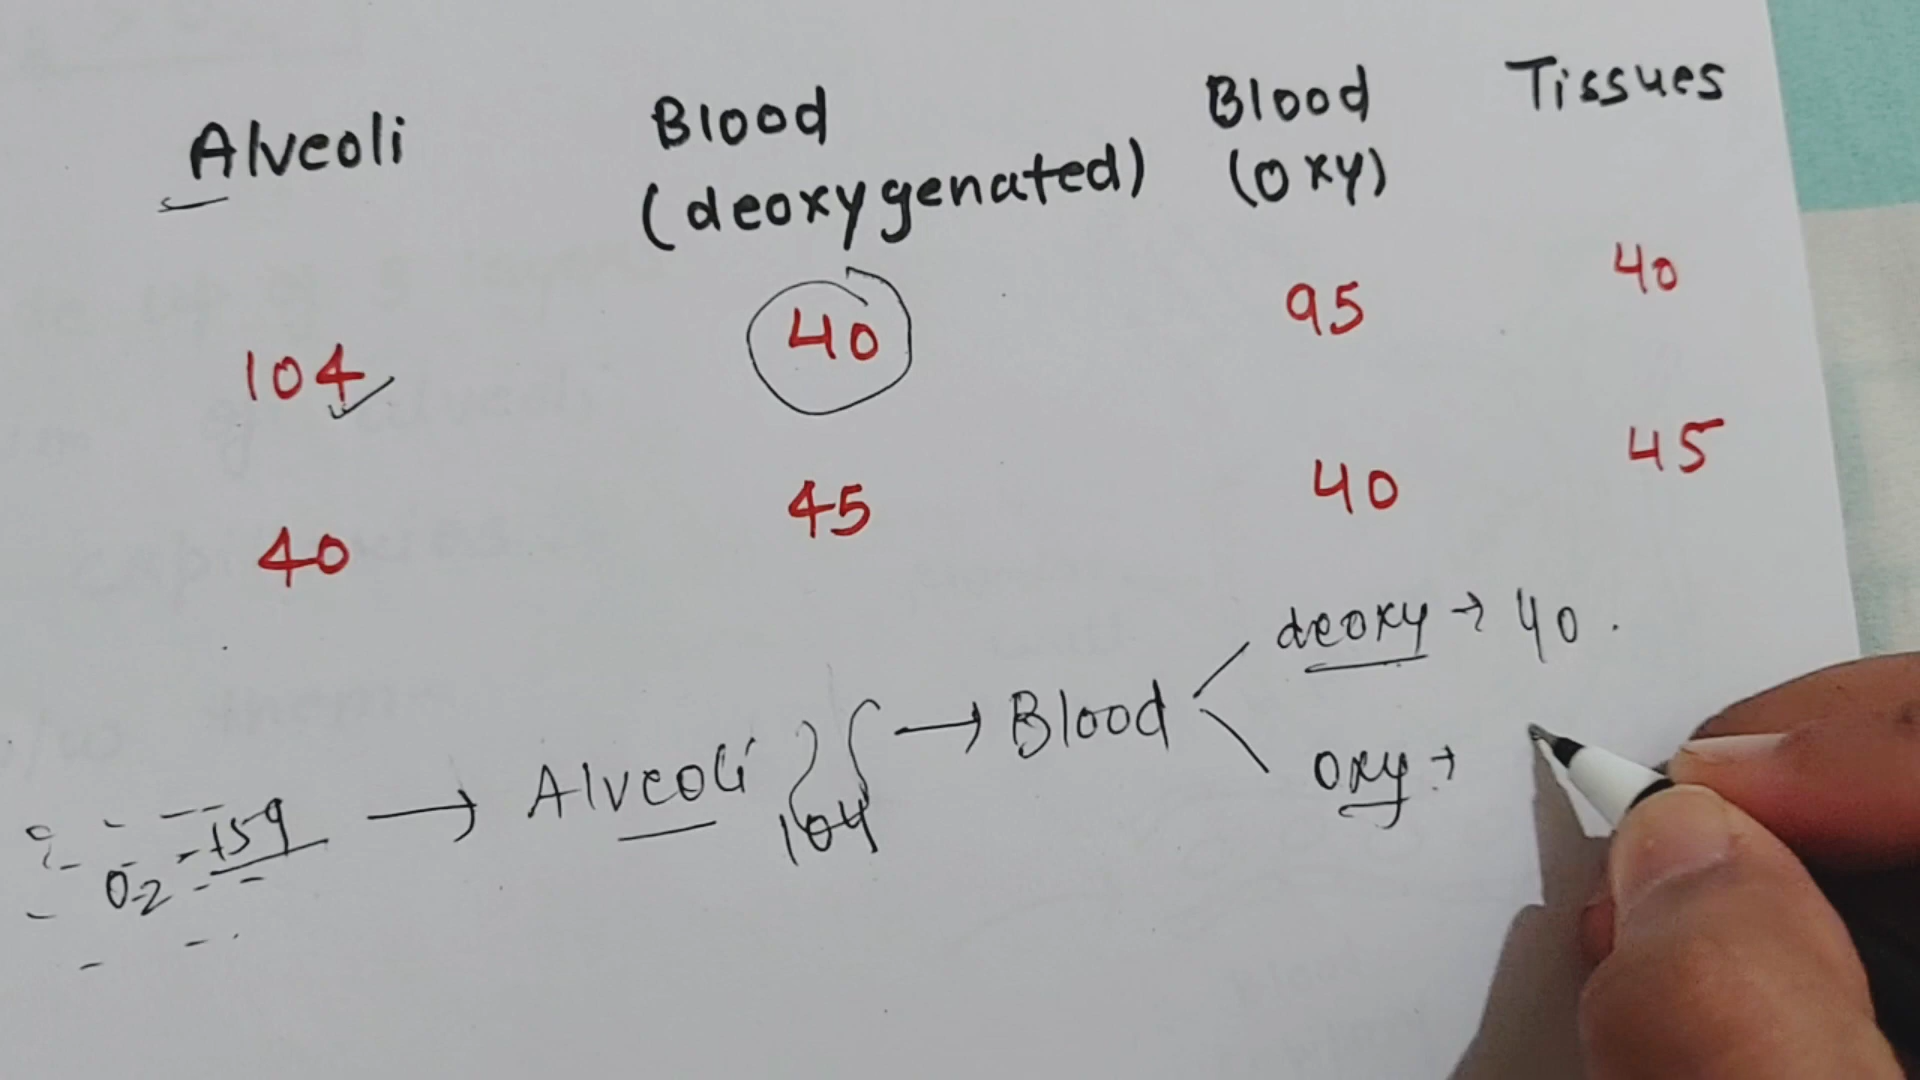 Alveoli Blood (deoxygenated) Blood (oxy) Tissues
104 40 95 40
40 45 40 45
O2 159 → Alveoli 104 → Blood
deoxy → 40.
oxy →